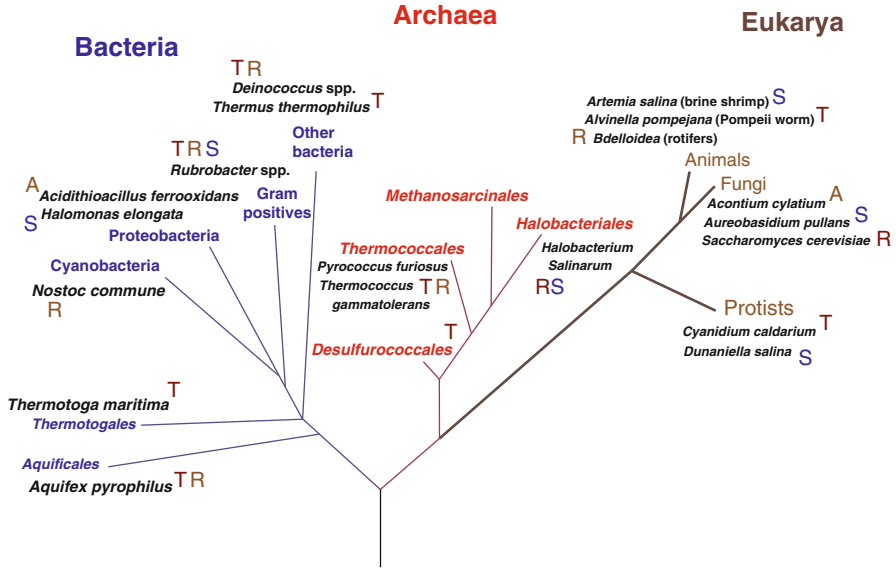 Archaea
Eukarya
Bacteria
T R
Deinococcus spp.
Thermus thermophilus T
Other
bacteria
T R S
Rubrobacter spp.
Gram
positives
A
Acidithioacillus ferrooxidans
Halomonas elongata
S
Proteobacteria
Cyanobacteria
Nostoc commune
R
Thermotoga maritima T
Thermotogales
Aquificales
Aquifex pyrophilus T R
Methanosarcinales
Halobacteriales
Halobacterium
Salinarum
R S
Thermococcales
Pyrococcus furiosus
Thermococcus T R
gammatolerans
T
Desulfurococcales
Artemia salina (brine shrimp) S
Alvinella pompejana (Pompeii worm) T
R Bdelloidea (rotifers)
Animals
Fungi
Acontium cylatium A
Aureobasidium pullans S
Saccharomyces cerevisiae R
Protists
Cyanidium caldarium T
Dunaniella salina S